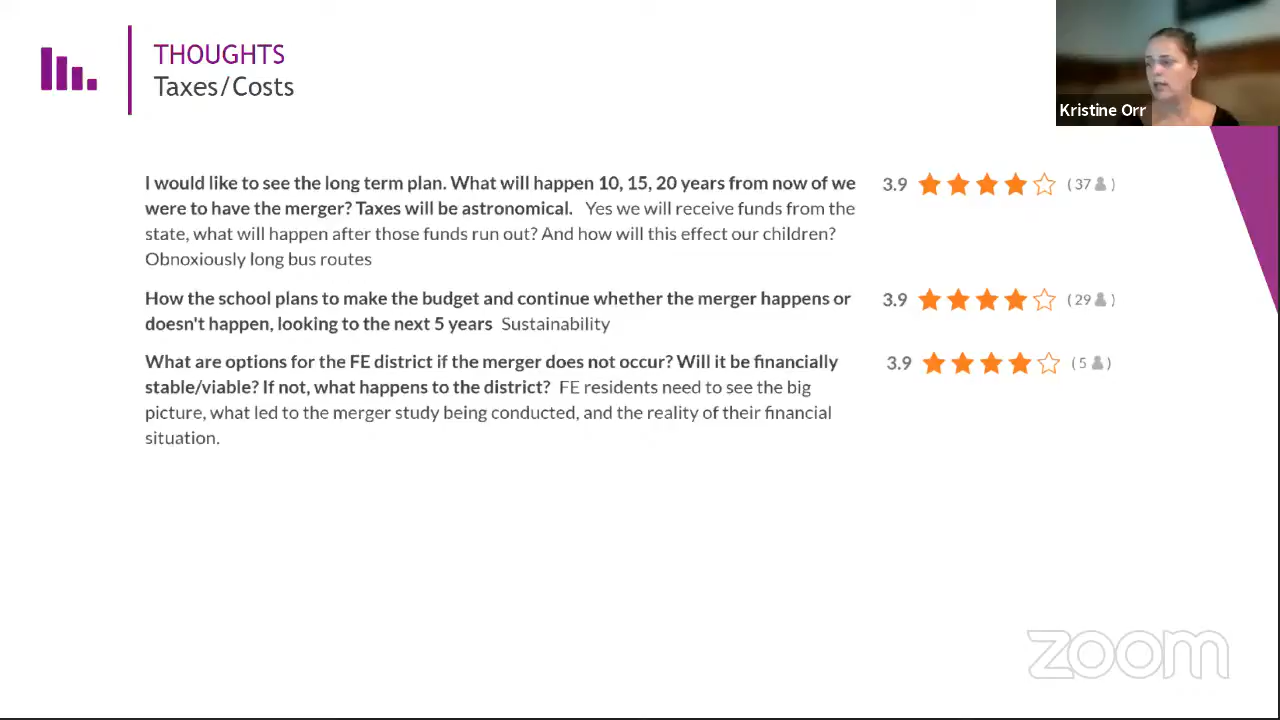 THOUGHTS
Taxes/Costs
Kristine Orr
I would like to see the long term plan. What will happen 10, 15, 20 years from now of we
were to have the merger? Taxes will be astronomical. Yes we will receive funds from the
state, what will happen after those funds run out? And how will this effect our children?
Obnoxiously long bus routes
3.9 (37)
How the school plans to make the budget and continue whether the merger happens or
doesn't happen, looking to the next 5 years Sustainability
3.9 (29)
What are options for the FE district if the merger does not occur? Will it be financially
stable/viable? If not, what happens to the district? FE residents need to see the big
picture, what led to the merger study being conducted, and the reality of their financial
situation.
3.9 (5)
zoom